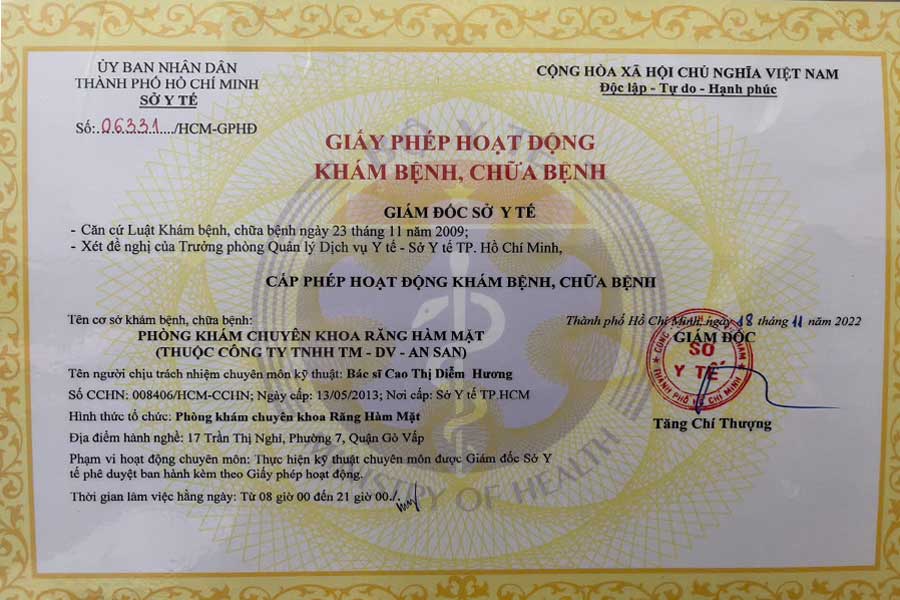 ỦY BAN NHÂN DÂN
THÀNH PHỐ HỒ CHÍ MINH
SỞ Y TẾ
Số: 06331 /HCM-GPHĐ
CỘNG HÒA XÃ HỘI CHỦ NGHĨA VIỆT NAM
Độc lập - Tự do - Hạnh phúc
GIẤY PHÉP HOẠT ĐỘNG
KHÁM BỆNH, CHỮA BỆNH
GIÁM ĐỐC SỞ Y TẾ
- Căn cứ Luật Khám bệnh, chữa bệnh ngày 23 tháng 11 năm 2009;
- Xét đề nghị của Trưởng phòng Quản lý Dịch vụ Y tế - Sở Y tế TP. Hồ Chí Minh,
CẤP PHÉP HOẠT ĐỘNG KHÁM BỆNH, CHỮA BỆNH
Tên cơ sở khám bệnh, chữa bệnh:
PHÒNG KHÁM CHUYÊN KHOA RĂNG HÀM MẶT
(THUỘC CÔNG TY TNHH TM - DV - AN SAN)
Tên người chịu trách nhiệm chuyên môn kỹ thuật: Bác sĩ Cao Thị Diễm Hương
Số CCHN: 008406/HCM-CCHN; Ngày cấp: 13/05/2013; Nơi cấp: Sở Y tế TP.HCM
Hình thức tổ chức: Phòng khám chuyên khoa Răng Hàm Mặt
Địa điểm hành nghề: 17 Trần Thị Nghỉ, Phường 7, Quận Gò Vấp
Phạm vi hoạt động chuyên môn: Thực hiện kỹ thuật chuyên môn được Giám đốc Sở Y
tế phê duyệt ban hành kèm theo Giấy phép hoạt động.
Thời gian làm việc hằng ngày: Từ 08 giờ 00 đến 21 giờ 00./.
Thành phố Hồ Chí Minh, ngày 18 tháng 11 năm 2022
GIÁM ĐỐC
SỞ
Y TẾ
THÀNH PHỐ HỒ CHÍ MINH
Tăng Chí Thượng
BỘ Y TẾ
MINISTRY OF HEALTH